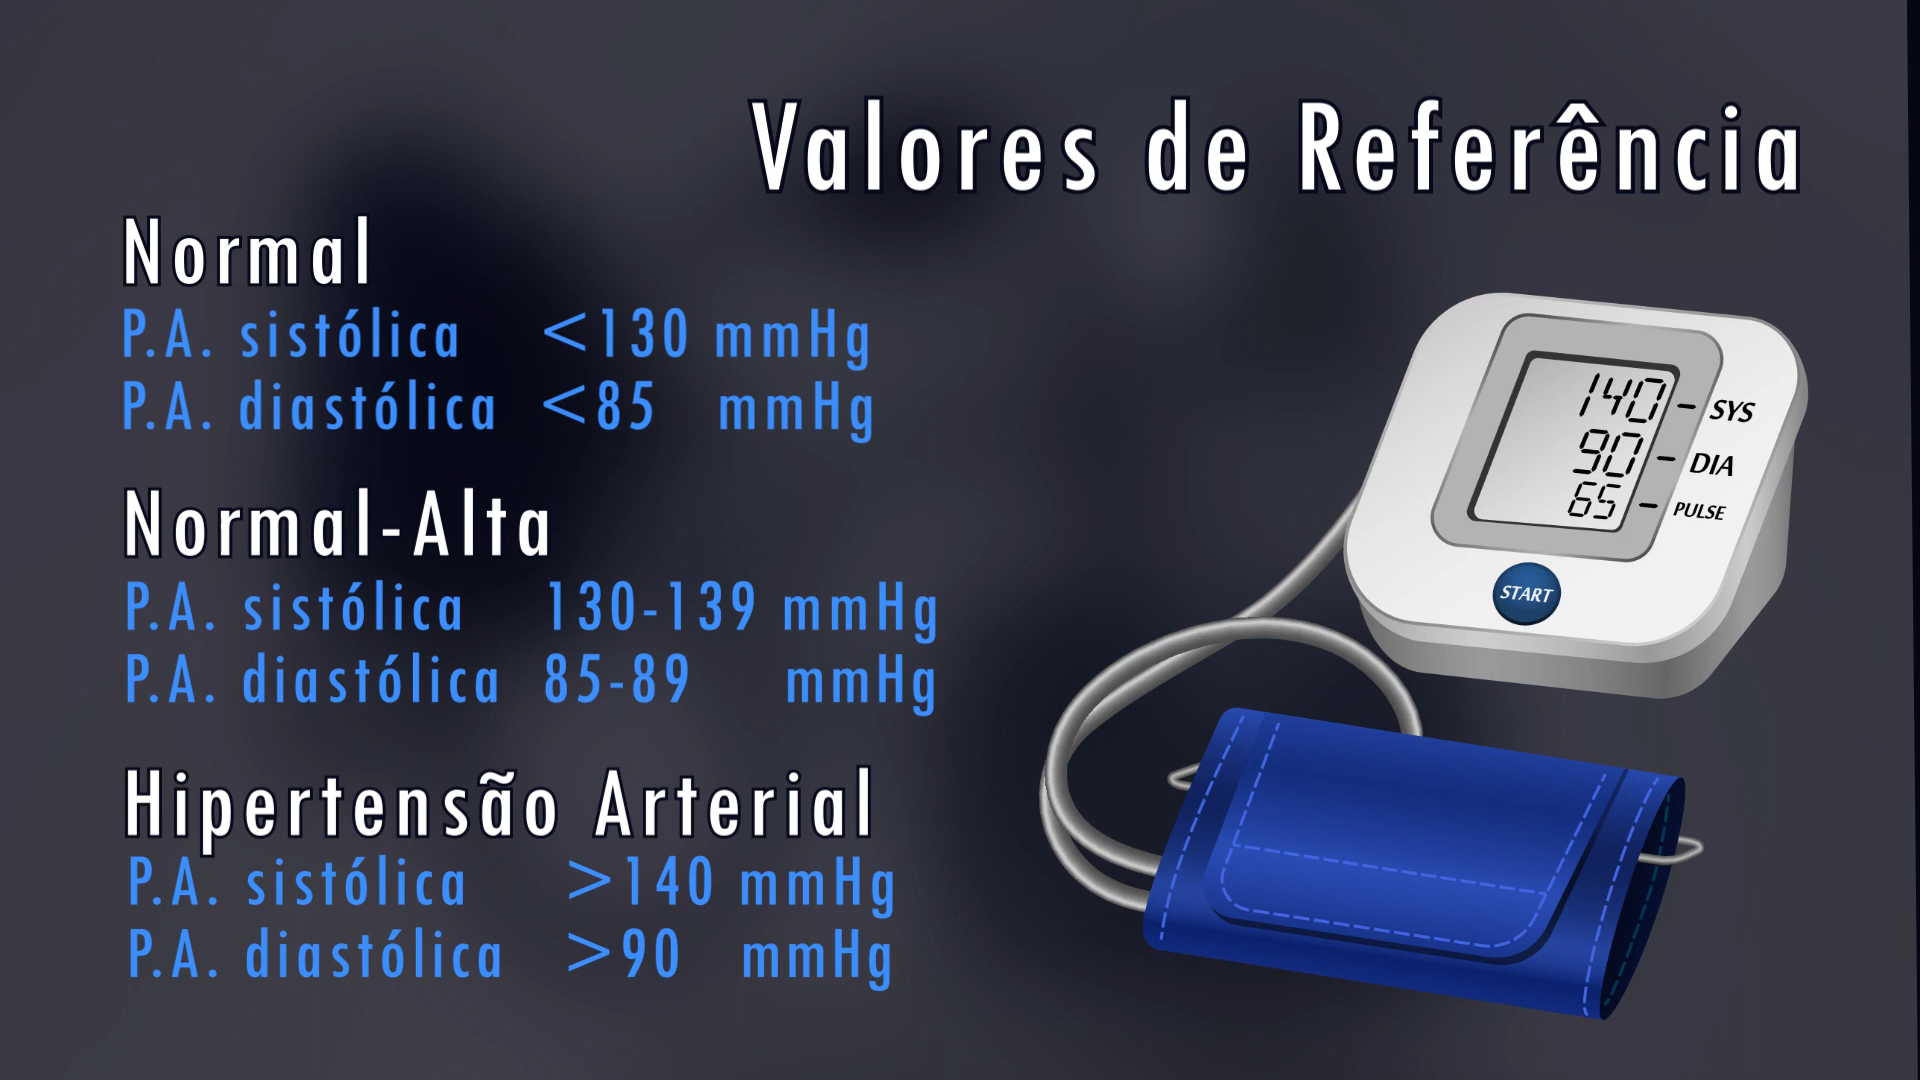 Valores de Referência
Normal
P.A. sistólica <130 mmHg
P.A. diastólica <85 mmHg
Normal-Alta
P.A. sistólica 130-139 mmHg
P.A. diastólica 85-89 mmHg
Hipertensão Arterial
P.A. sistólica >140 mmHg
P.A. diastólica >90 mmHg
140 - SYS
90 - DIA
65 - PULSE
START